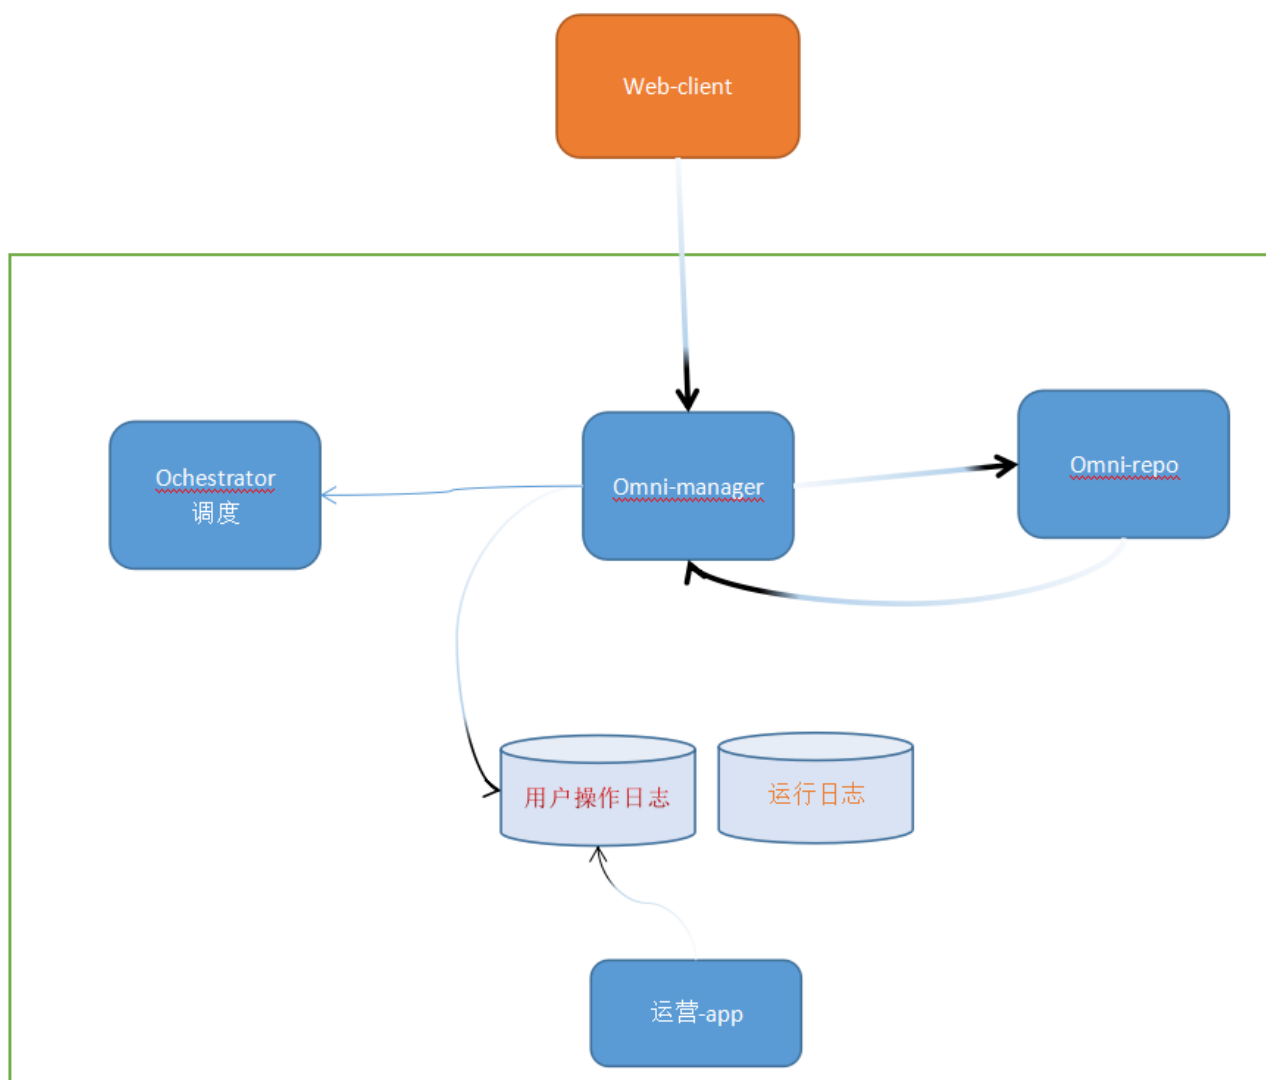 Web-client
Ochestrator
调度
Omni-manager
Omni-repo
用户操作日志
运行日志
运营-app